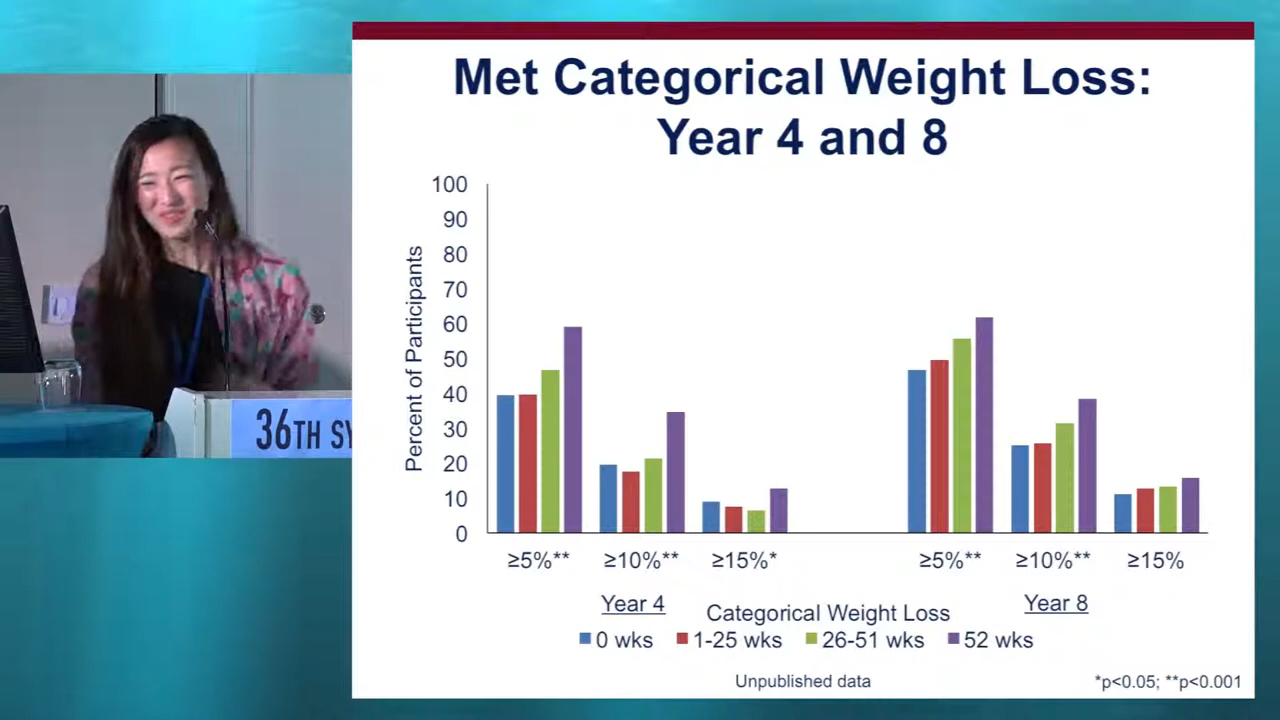 Met Categorical Weight Loss:
Year 4 and 8
Percent of Participants
100
90
80
70
60
50
40
30
20
10
0
≥5%** ≥10%** ≥15%* ≥5%** ≥10%** ≥15%
Year 4 Year 8
Categorical Weight Loss
0 wks 1-25 wks 26-51 wks 52 wks
Unpublished data
*p<0.05; **p<0.001
36TH SY